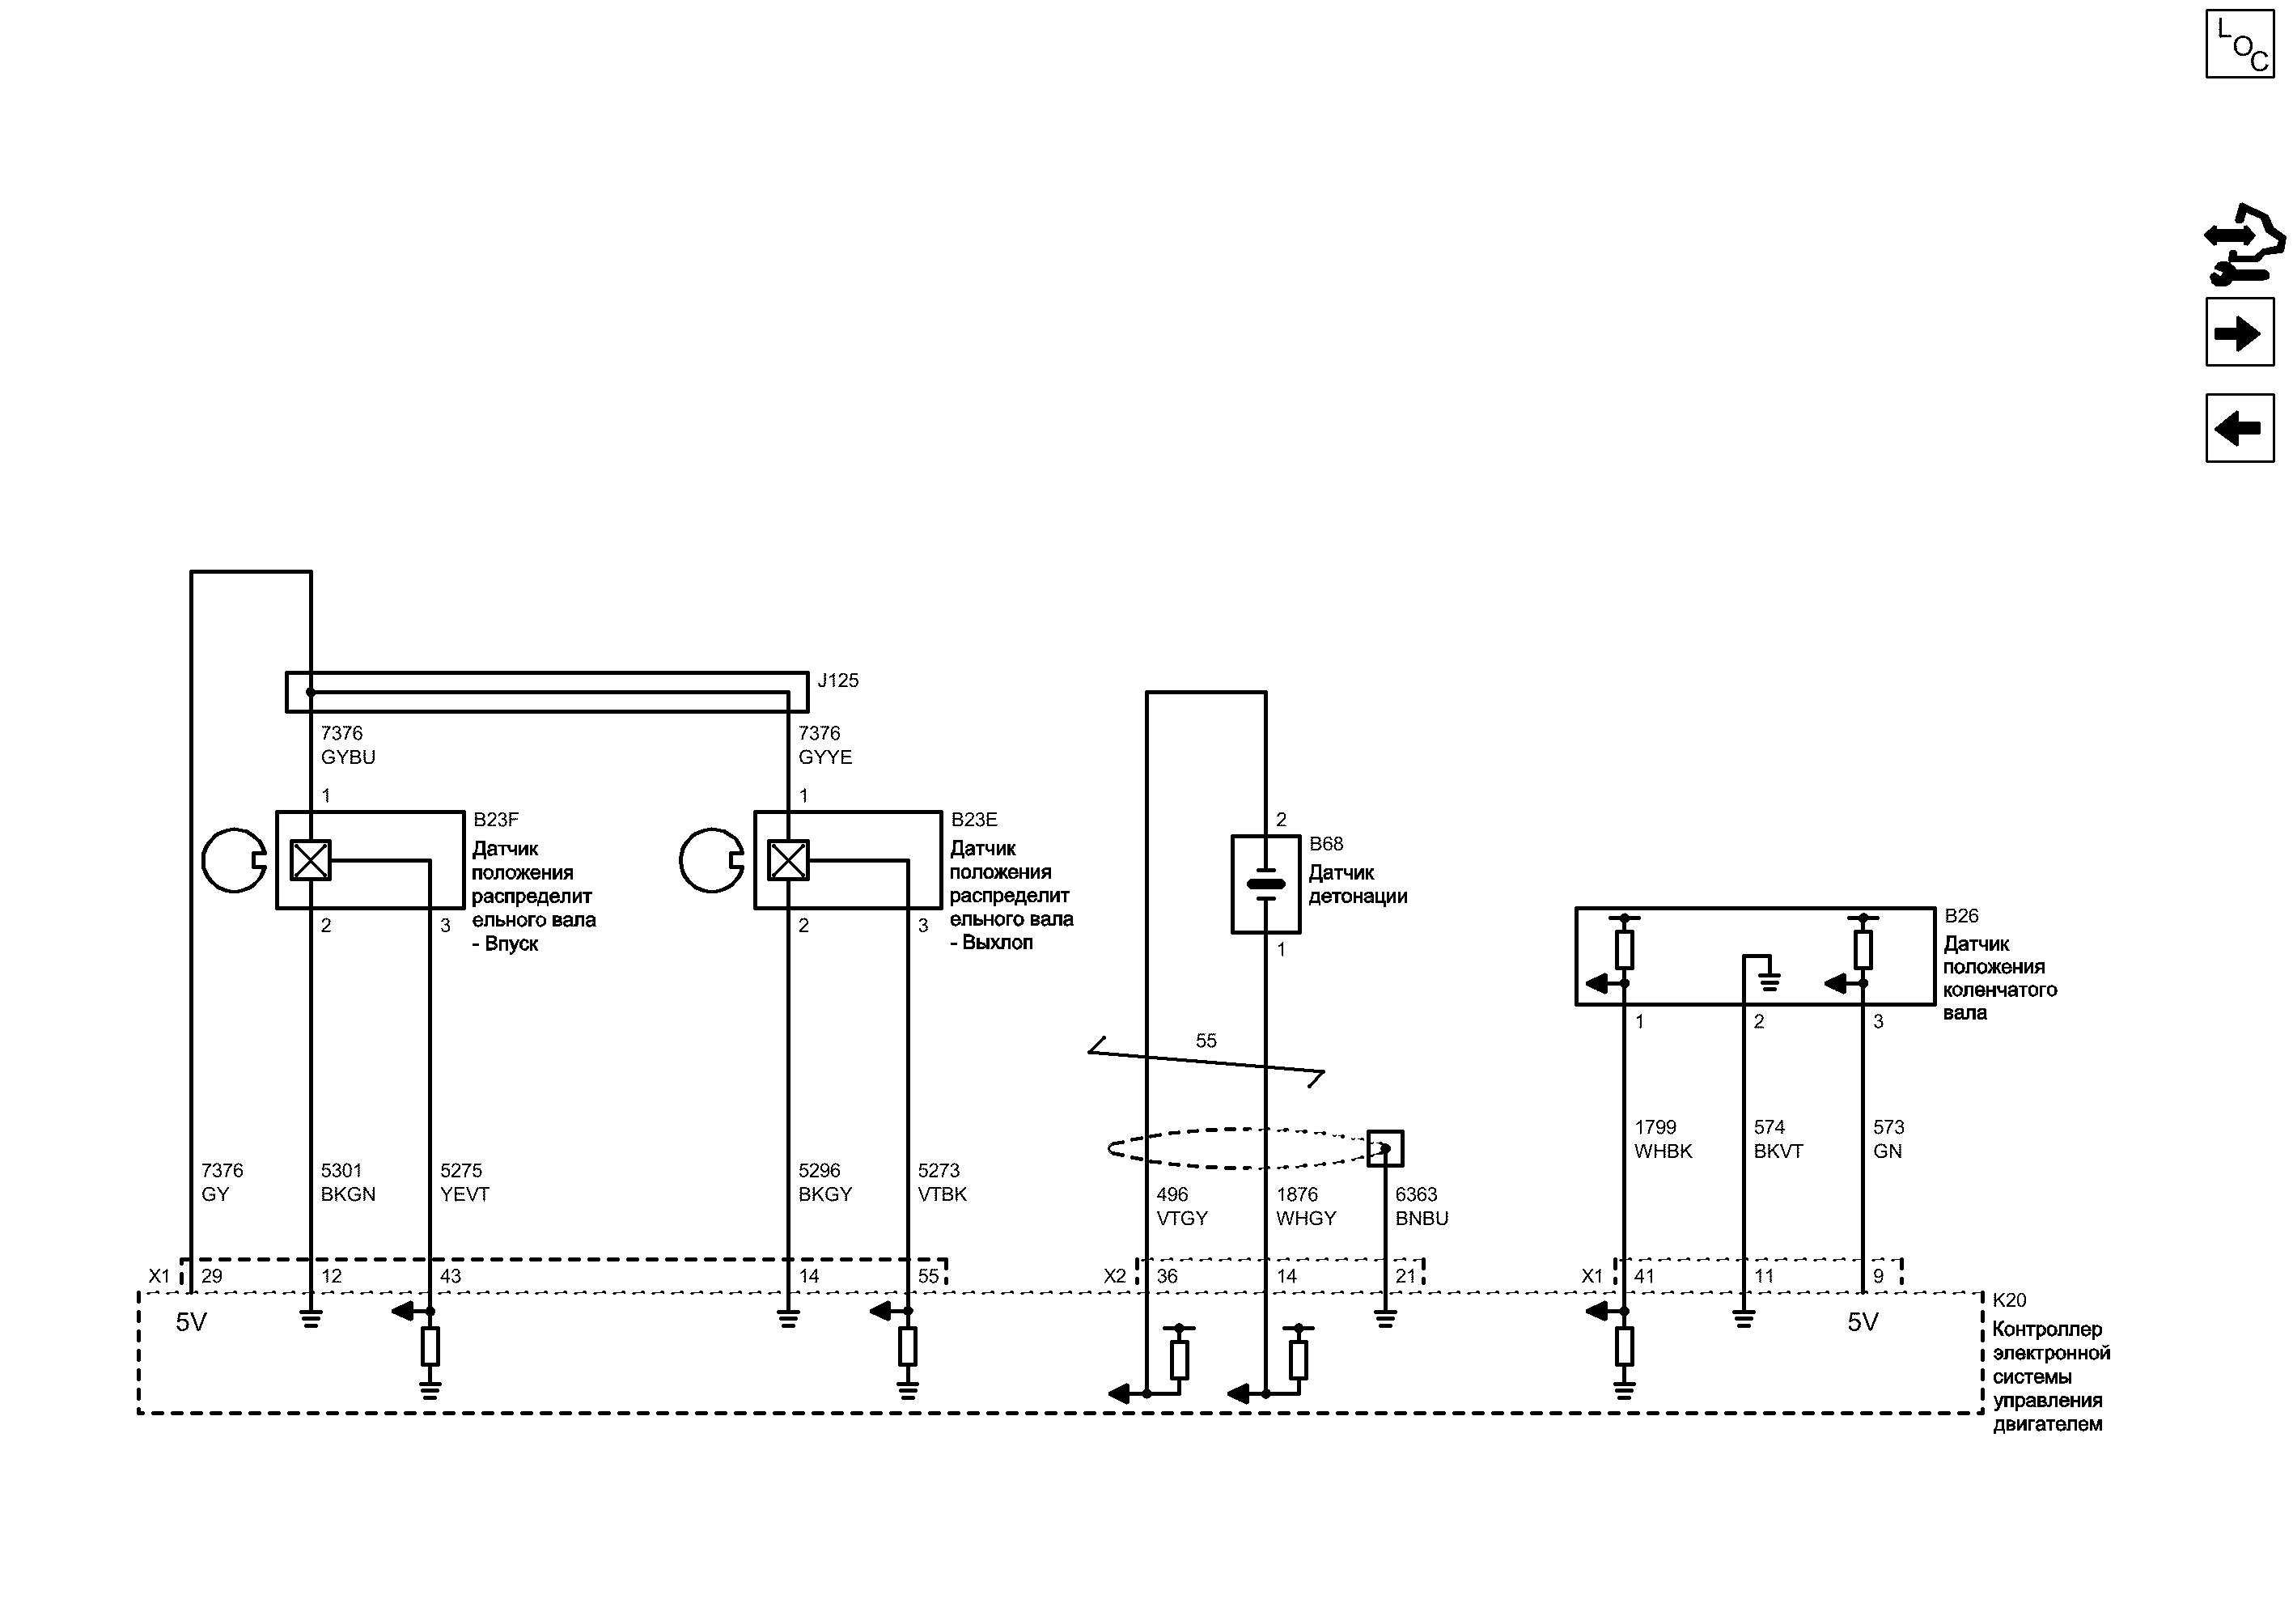 LOC
J125
7376
GYBU
7376
GYYE
1
B23F
Датчик
положения
распределит
ельного вала
- Впуск
2
3
1
B23E
Датчик
положения
распределит
ельного вала
- Выхлоп
2
3
2
B68
Датчик
детонации
1
B26
Датчик
положения
коленчатого
вала
1
2
3
55
7376
GY
5301
BKGN
5275
YEVT
5296
BKGY
5273
VTBK
496
VTGY
1876
WHGY
6363
BNBU
1799
WHBK
574
BKVT
573
GN
X1 29 12 43 14 55
X2 36 14 21
X1 41 11 9
5V
5V
K20
Контроллер
электронной
системы
управления
двигателем